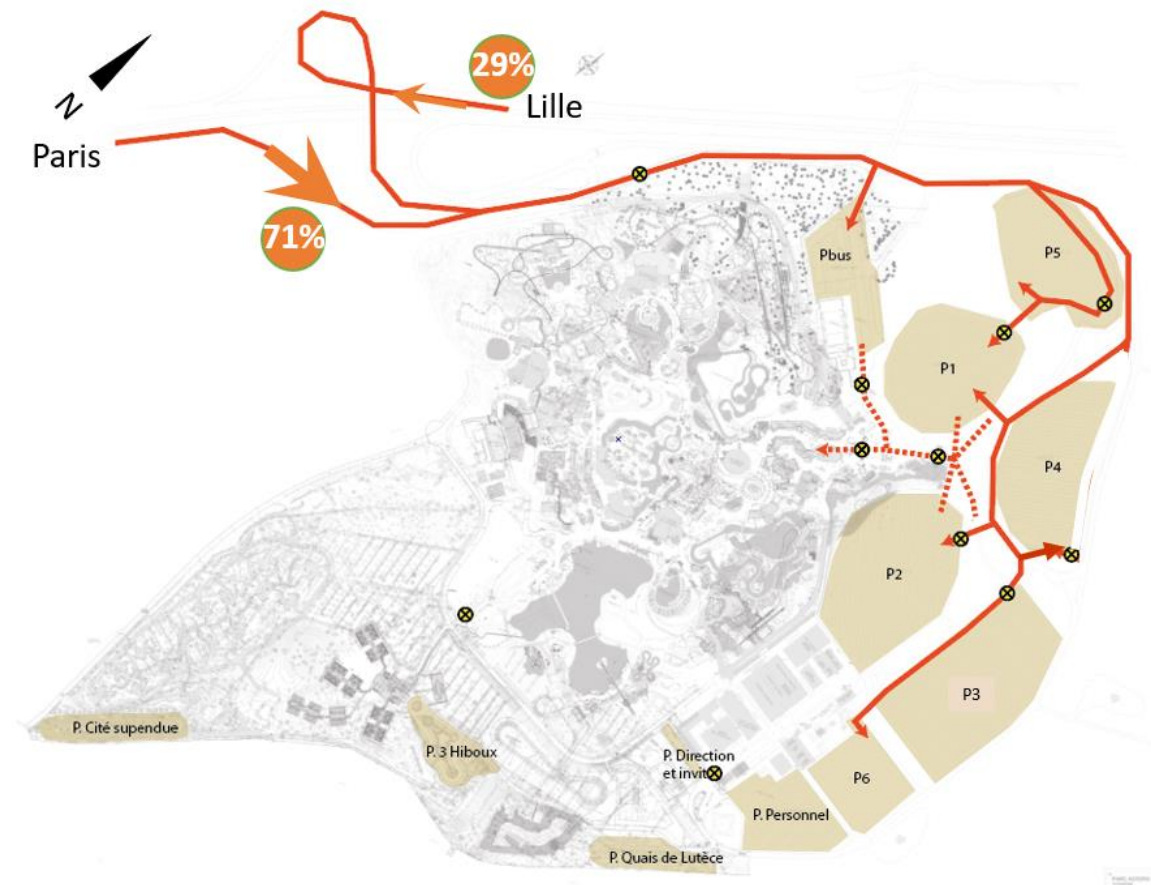 29%
Lille
N
Paris
71%
Pbus
P5
P1
P4
P2
P3
P. Cité supendue
P. 3 Hiboux
P. Direction
et invit
P6
P. Personnel
P. Quais de Lutèce